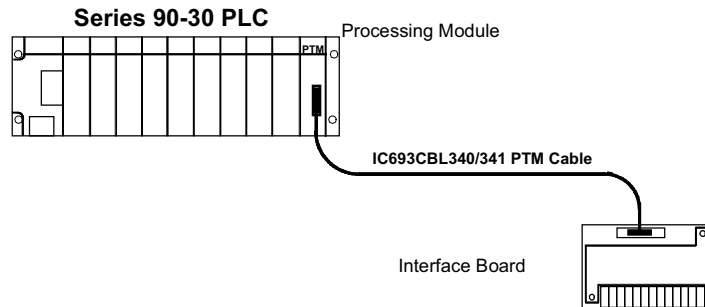 Series 90-30 PLC
Processing Module
PTM
IC693CBL340/341 PTM Cable
Interface Board